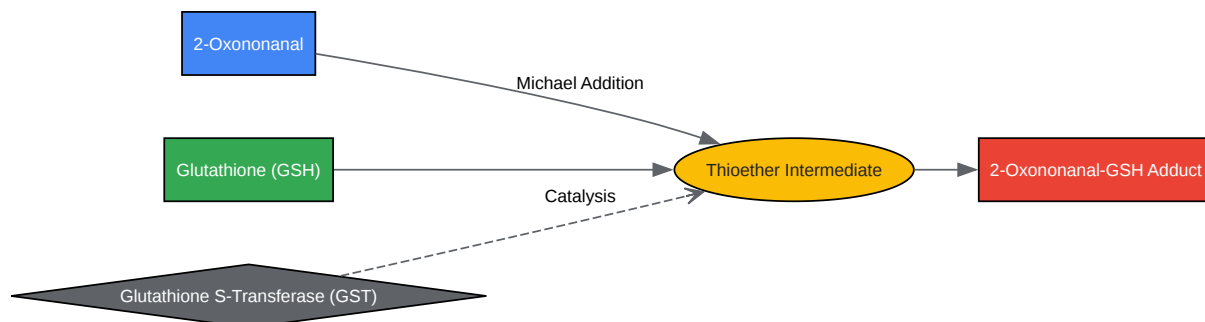 2-Oxononanal
Michael Addition
Glutathione (GSH)
Thioether Intermediate
2-Oxononanal-GSH Adduct
Catalysis
Glutathione S-Transferase (GST)